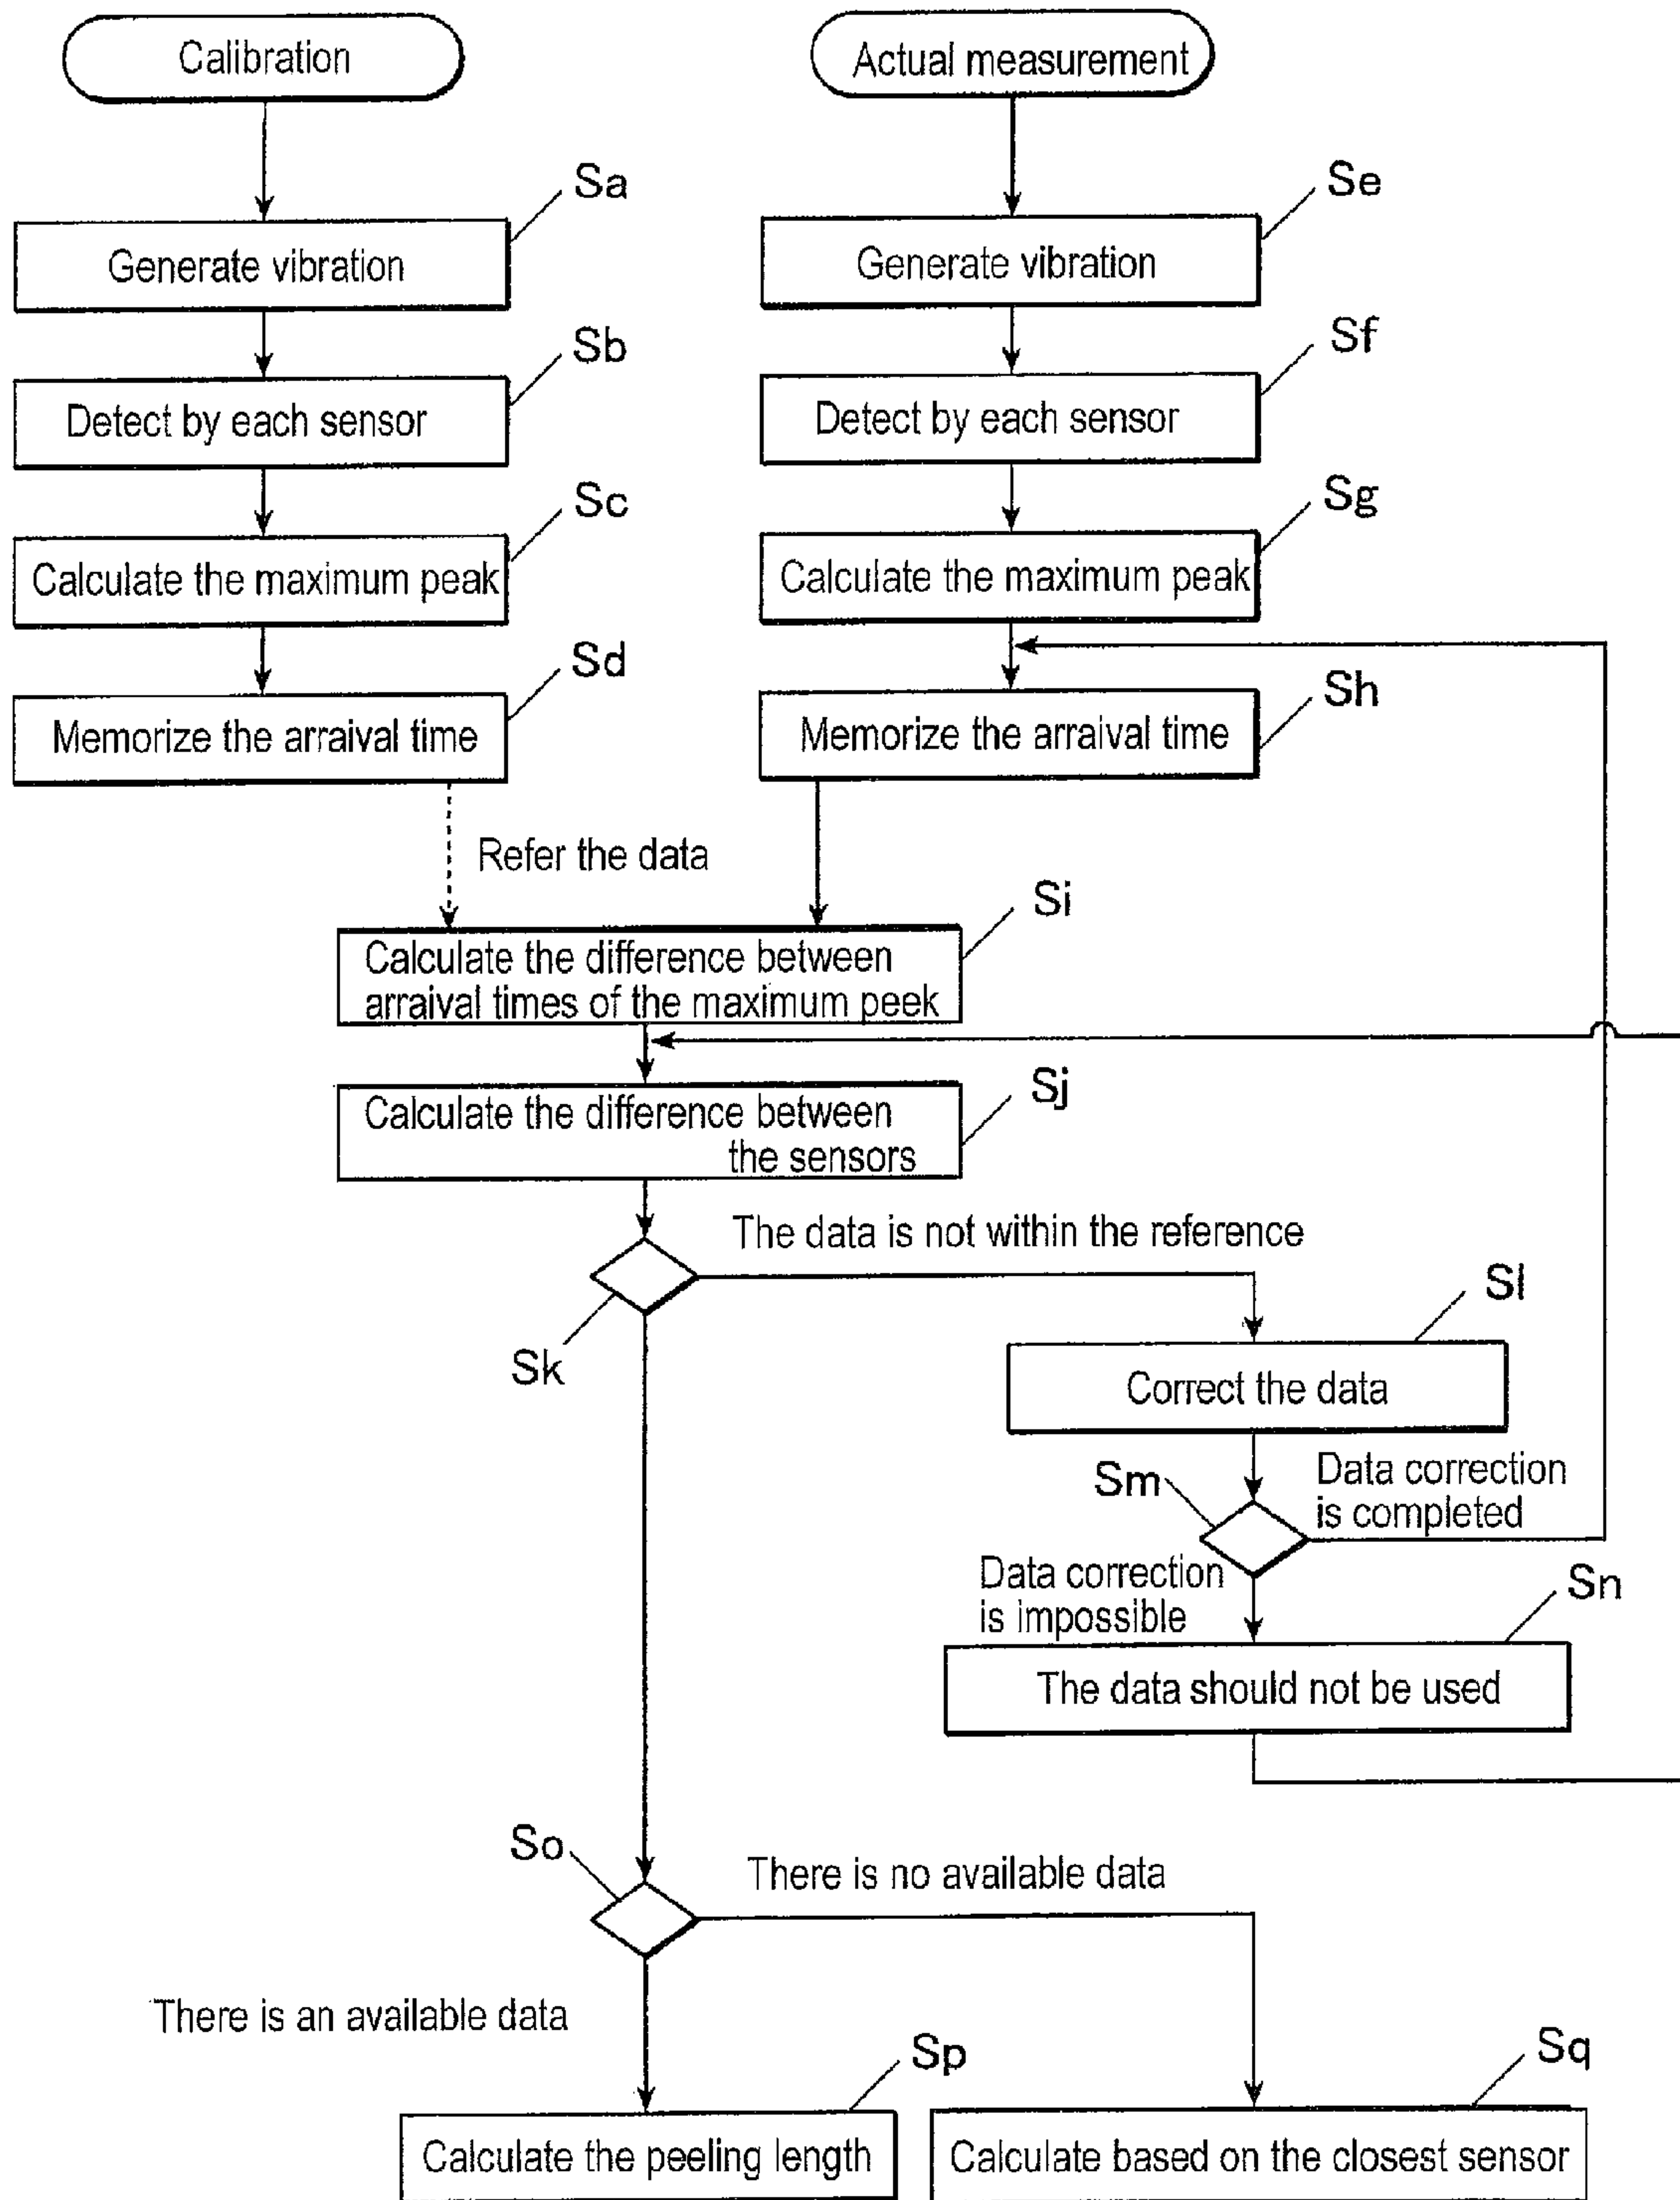 Calibration
Actual measurement
Sa
Generate vibration
Sb
Detect by each sensor
Sc
Calculate the maximum peak
Sd
Memorize the arraival time
Se
Generate vibration
Sf
Detect by each sensor
Sg
Calculate the maximum peak
Sh
Memorize the arraival time
Refer the data
Si
Calculate the difference between
arraival times of the maximum peek
Sj
Calculate the difference between
the sensors
The data is not within the reference
Sk
Sl
Correct the data
Sm
Data correction
is completed
Data correction
is impossible
Sn
The data should not be used
So
There is no available data
There is an available data
Sp
Calculate the peeling length
Sq
Calculate based on the closest sensor